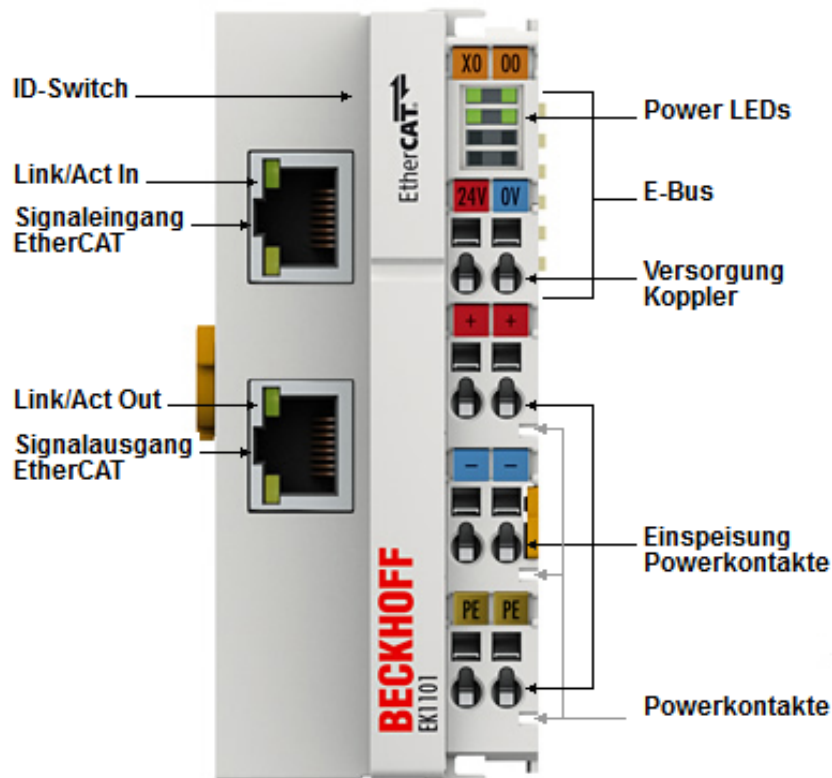 ID-Switch
Link/Act In
Signaleingang
EtherCAT
Link/Act Out
Signalausgang
EtherCAT
EtherCAT
BECKHOFF
EK1101
X0 00
24V 0V
+ +
− −
PE PE
Power LEDs
E-Bus
Versorgung
Koppler
Einspeisung
Powerkontakte
Powerkontakte